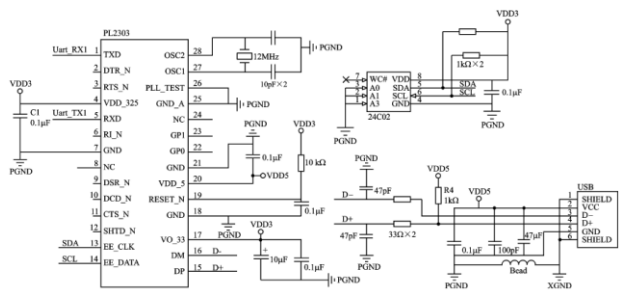 PL2303
Uart_RX1 1 TXD
2 DTR_N
3 RTS_N
4 VDD_325
Uart_TX1 5 RXD
6 RI_N
7 GND
8 NC
9 DSR_N
10 DCD_N
11 CTS_N
12 SHTD_N
SDA 13 EE_CLK
SCL 14 EE_DATA
OSC2 28
OSC1 27
PLL_TEST 26
GND_A 25
NC 24
GP1 23
GP0 22
GND 21
VDD_5 20
RESET_N 19
GND 18
VO_33 17
DM 16 D-
DP 15 D+
VDD3
C1
0.1μF
PGND
12MHz
10pF×2
PGND
PGND
PGND
0.1μF
VDD5
VDD3
10 kΩ
0.1μF
PGND
VDD3
+
10μF
0.1μF
PGND
VDD3
1kΩ×2
7 WC# VDD 8
1 A0 SDA 5 SDA
2 A1 SCL 6 SCL
3 A3 GND 4
24C02
0.1μF
PGND
PGND
PGND
47pF
D−
D+
47pF
33Ω×2
PGND
VDD5
R4
1kΩ
VDD5
USB
1 SHIELD
2 VCC
3 D−
4 D+
5 GND
6 SHIELD
0.1μF
100pF
47μF
Bead
PGND
XGND